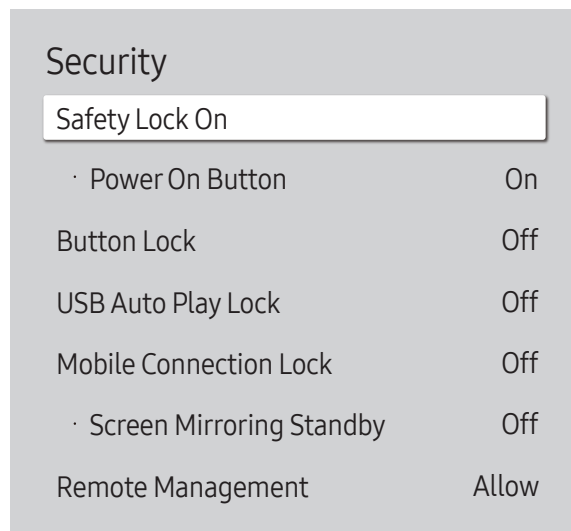 Security
Safety Lock On
· Power On Button On
Button Lock Off
USB Auto Play Lock Off
Mobile Connection Lock Off
· Screen Mirroring Standby Off
Remote Management Allow